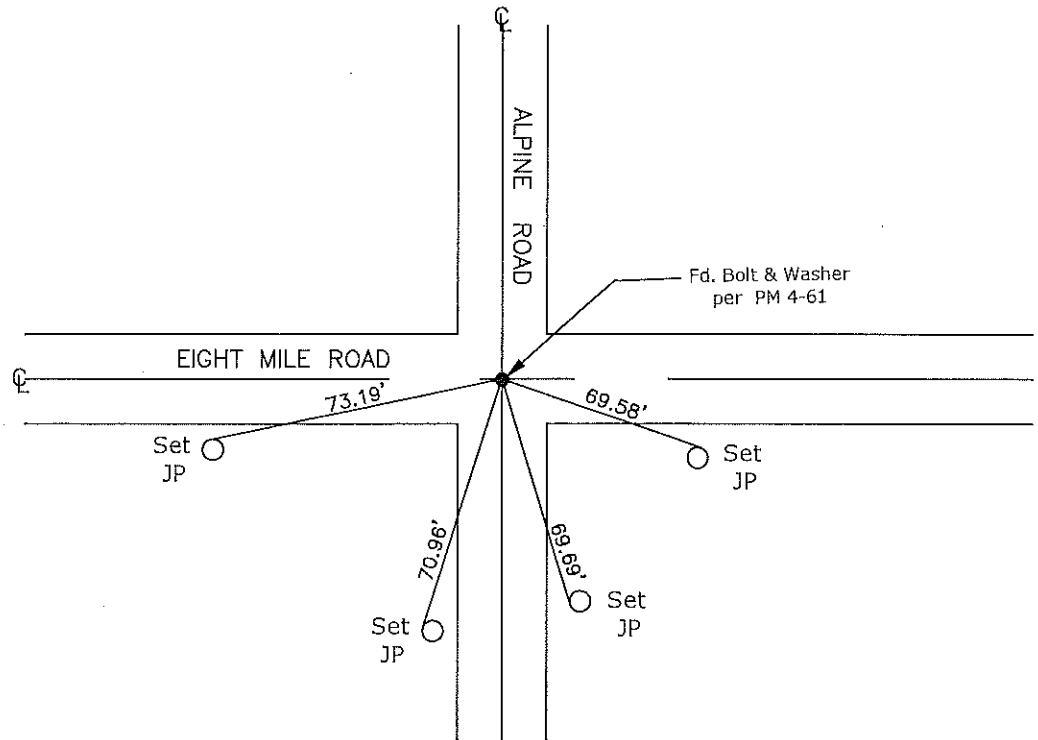 ℄
ALPINE ROAD
Fd. Bolt & Washer
per PM 4-61
EIGHT MILE ROAD
℄
73.19'
69.58'
Set
JP
Set
JP
70.96'
69.69'
Set
JP
Set
JP